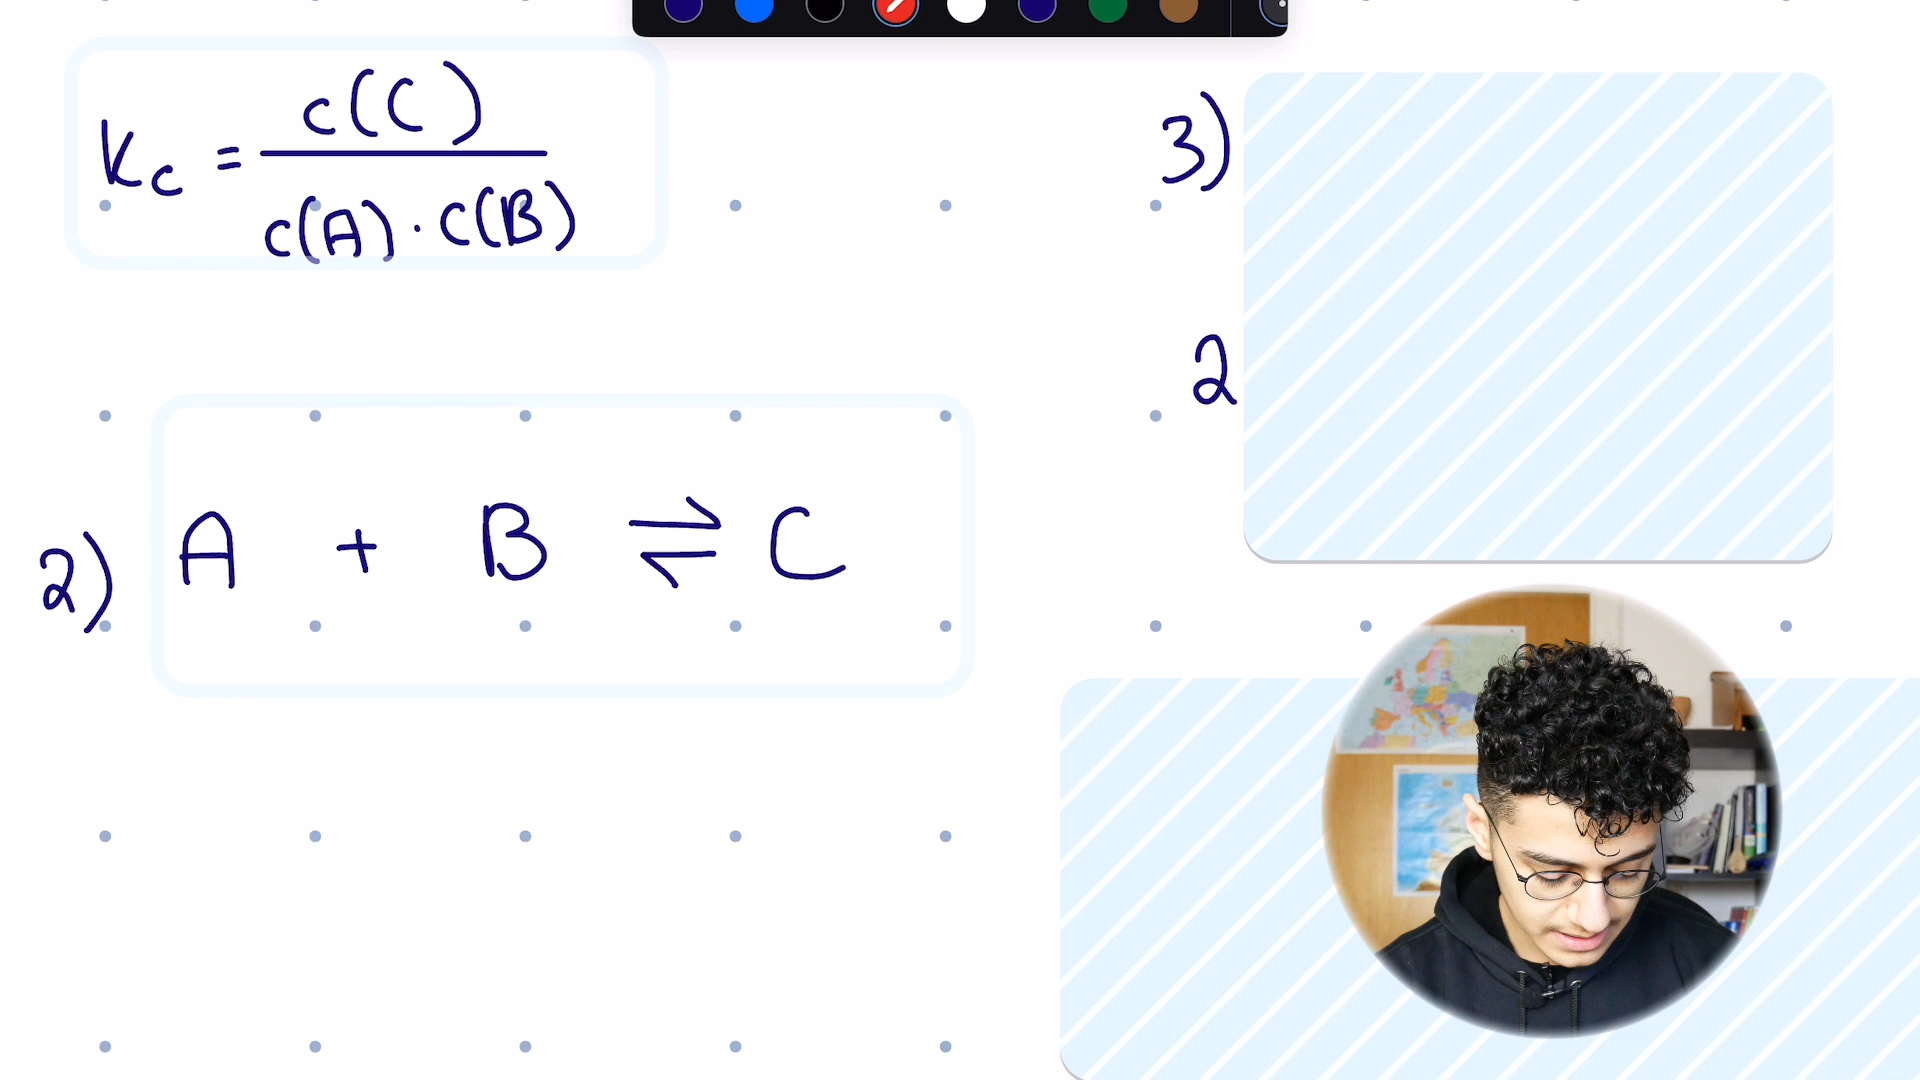 Kc = c(C) / c(A) · c(B)
2) A + B ⇌ C
3)
2